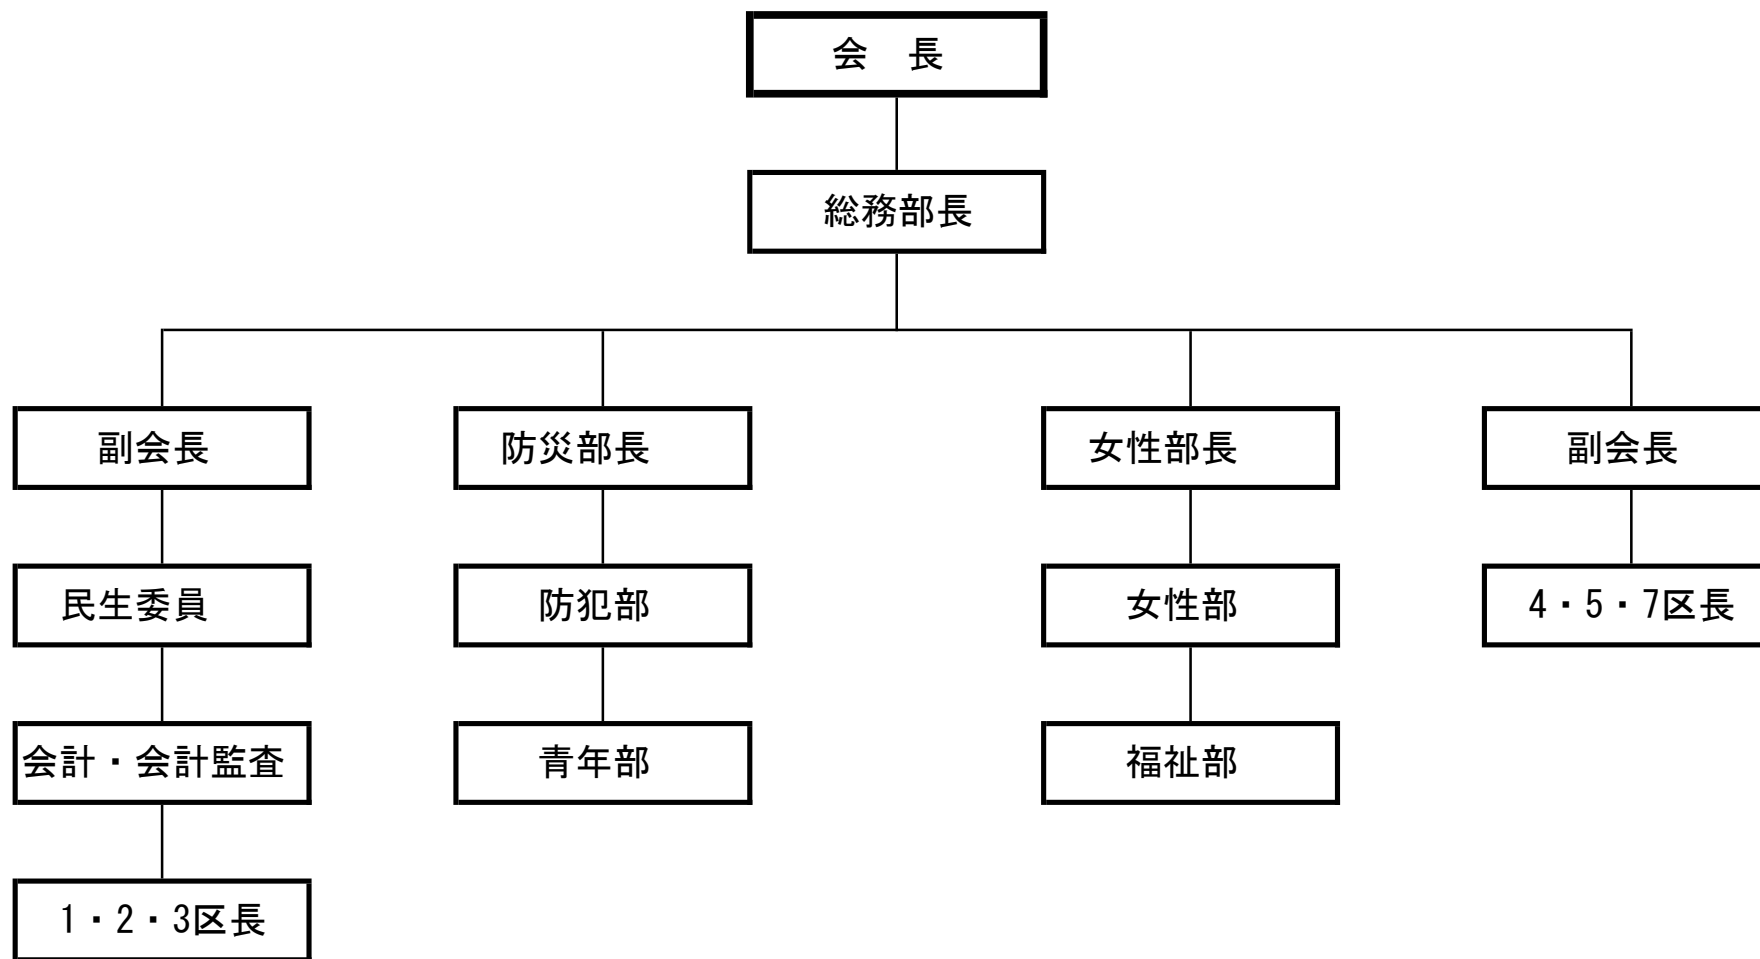 会　長
総務部長
副会長
防災部長
女性部長
副会長
民生委員
防犯部
女性部
4・5・7区長
会計・会計監査
青年部
福祉部
1・2・3区長